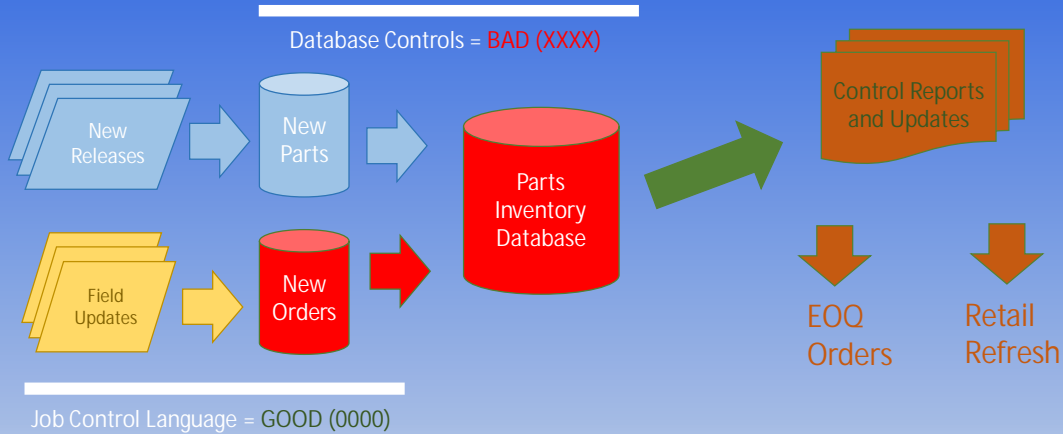 Database Controls = BAD (XXXX)
New
Releases
New
Parts
Parts
Inventory
Database
Control Reports
and Updates
Field
Updates
New
Orders
EOQ
Orders
Retail
Refresh
Job Control Language = GOOD (0000)